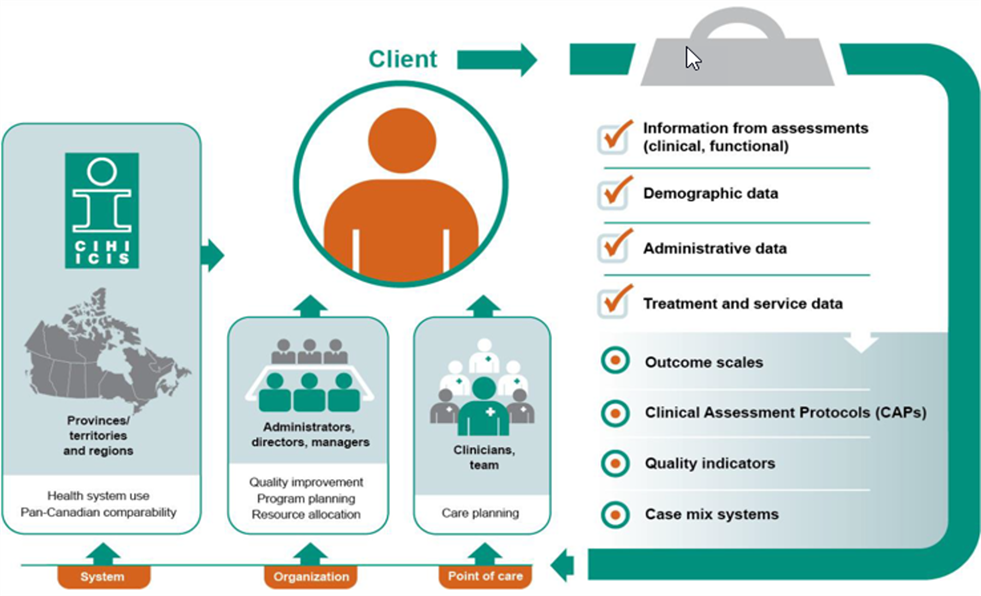 Client
Information from assessments
(clinical, functional)
Demographic data
Administrative data
Treatment and service data
Outcome scales
Clinical Assessment Protocols (CAPs)
Quality indicators
Case mix systems
CIHI
ICIS
Provinces/
territories
and regions
Health system use
Pan-Canadian comparability
System
Administrators,
directors, managers
Quality improvement
Program planning
Resource allocation
Organization
Clinicians,
team
Care planning
Point of care